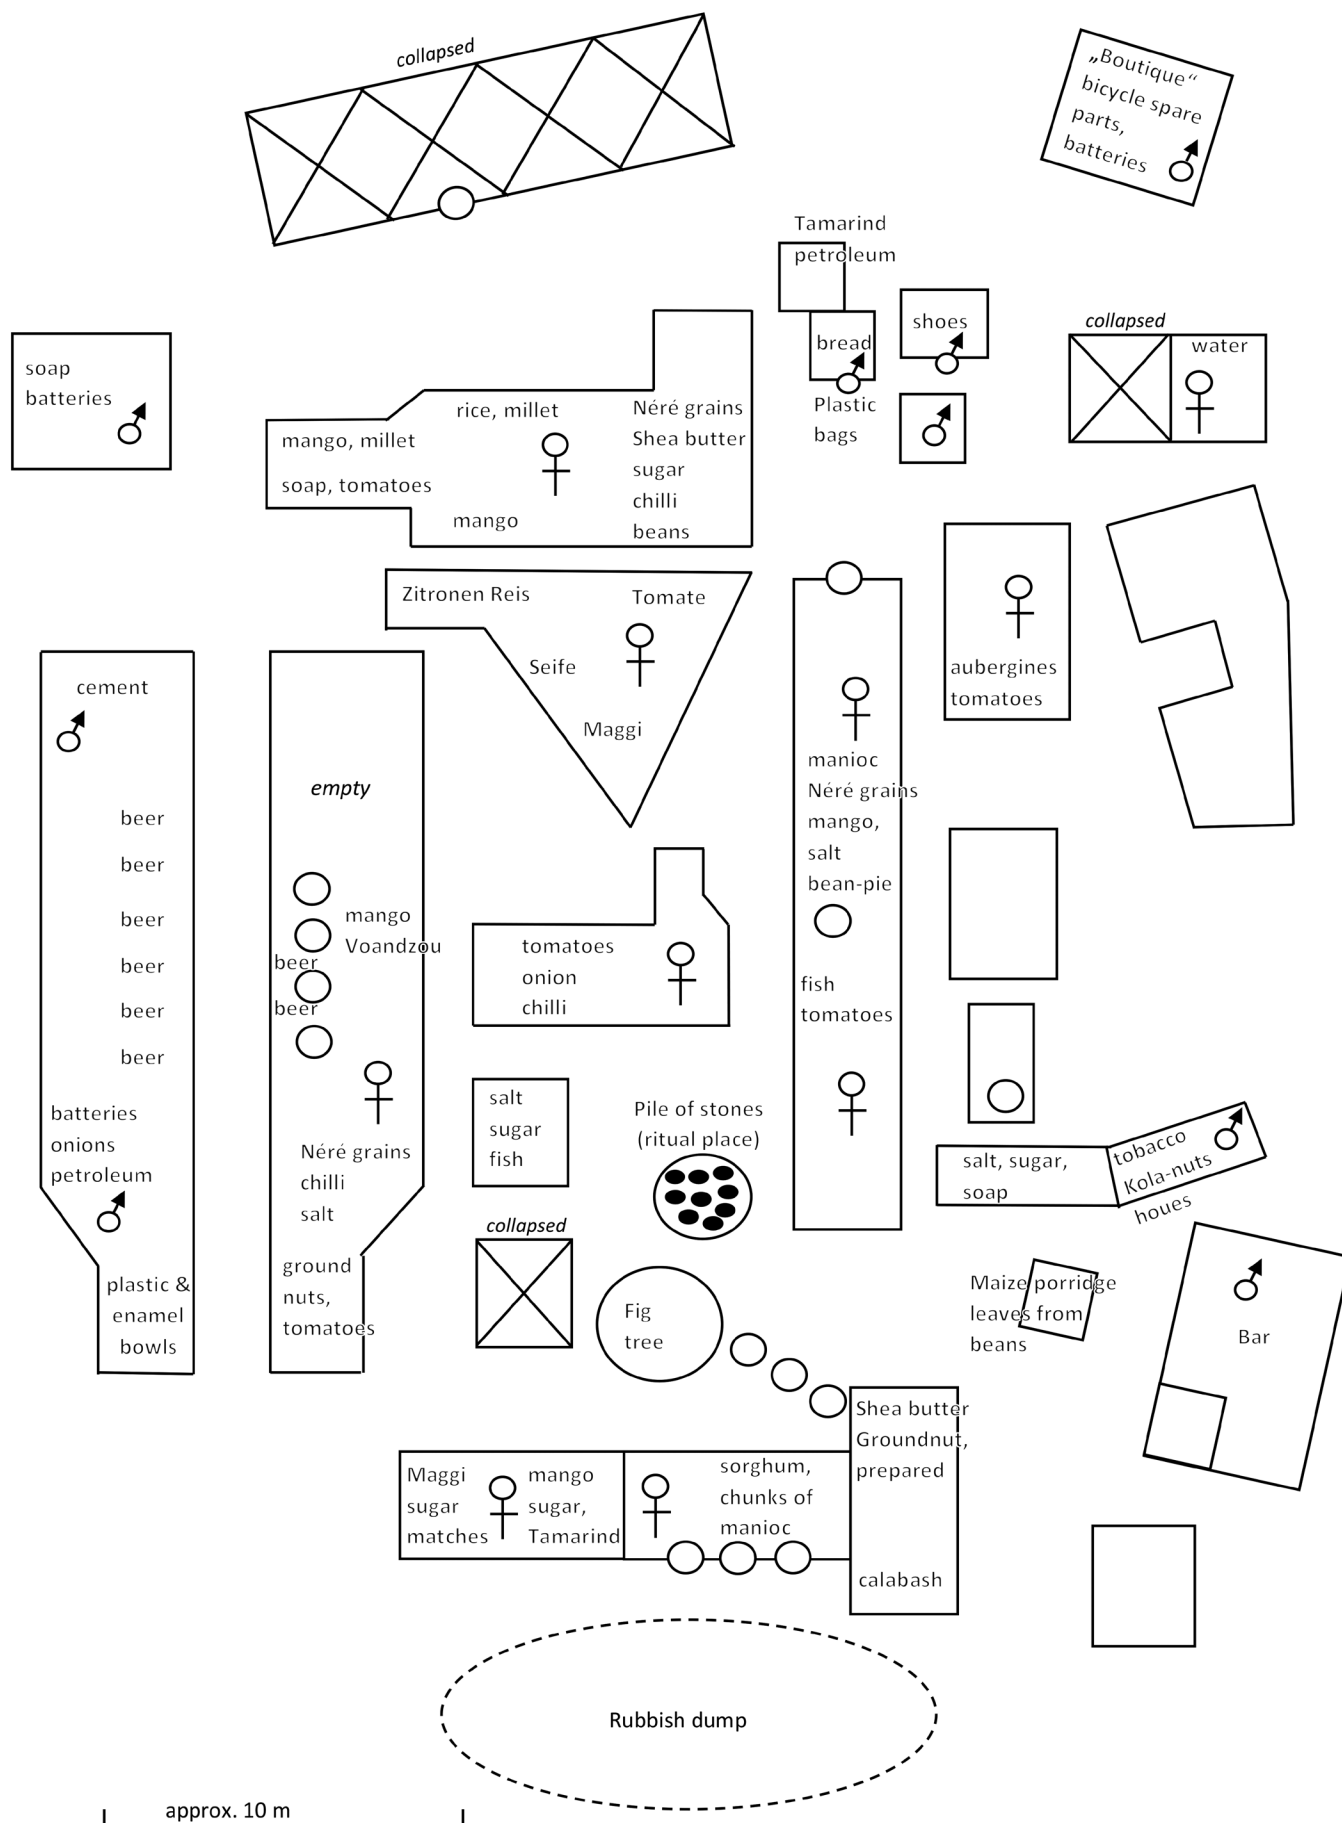 collapsed
„Boutique“
bicycle spare
parts,
batteries
Tamarind
petroleum
bread
Plastic
bags
shoes
collapsed
water
soap
batteries
mango, millet
soap, tomatoes
rice, millet
mango
Néré grains
Shea butter
sugar
chilli
beans
Zitronen Reis
Tomate
Seife
Maggi
aubergines
tomatoes
cement
beer
beer
beer
beer
beer
beer
batteries
onions
petroleum
plastic &
enamel
bowls
empty
mango
Voandzou
beer
beer
Néré grains
chilli
salt
ground
nuts,
tomatoes
manioc
Néré grains
mango,
salt
bean-pie
fish
tomatoes
tomatoes
onion
chilli
salt
sugar
fish
Pile of stones
(ritual place)
collapsed
Fig
tree
salt, sugar,
soap
tobacco
Kola-nuts
houes
Maize porridge
leaves from
beans
Bar
Shea butter
Groundnut,
prepared
calabash
Maggi
sugar
matches
mango
sugar,
Tamarind
sorghum,
chunks of
manioc
Rubbish dump
approx. 10 m